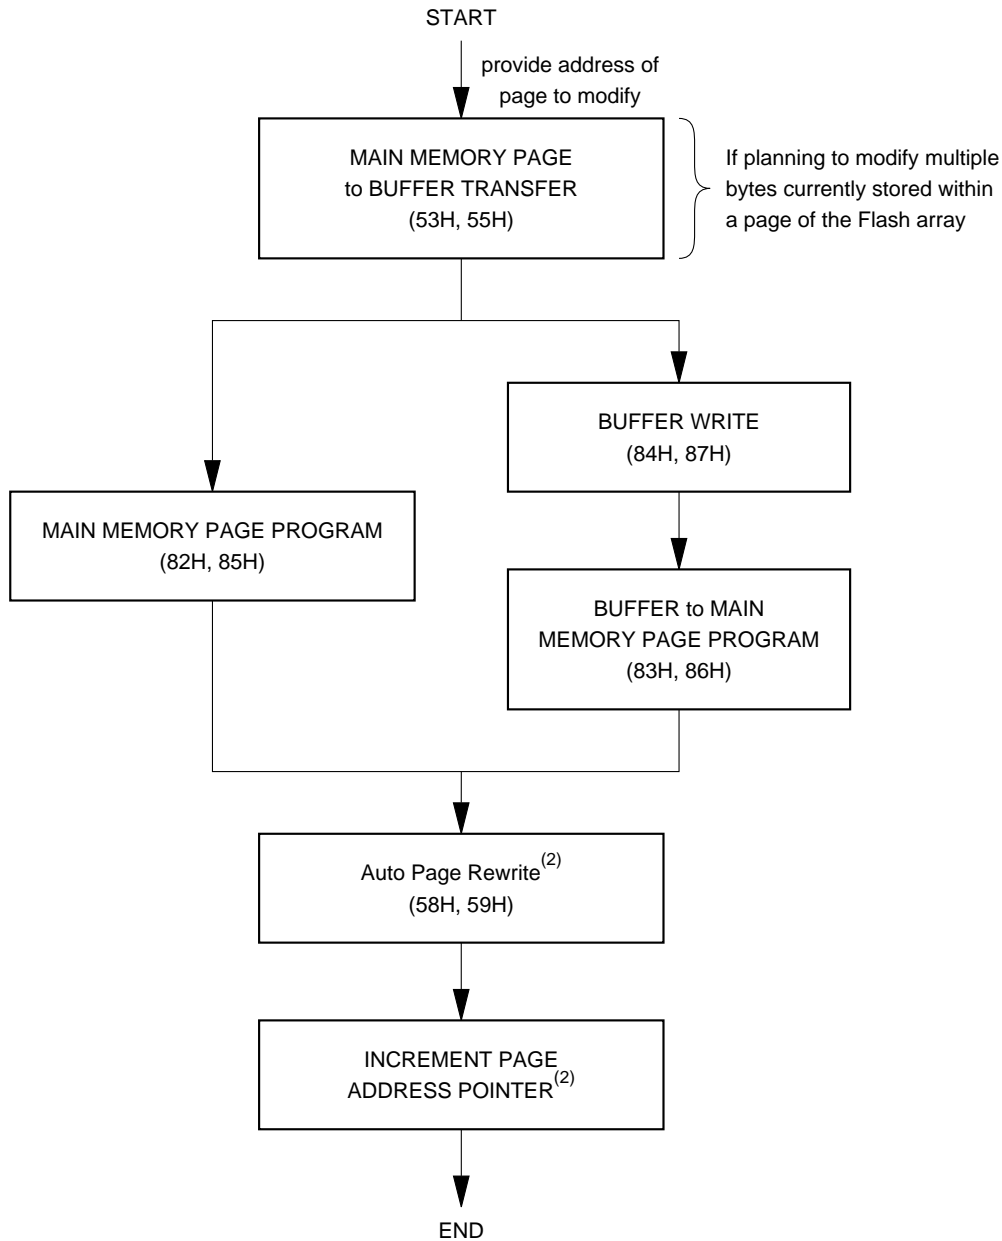 START
provide address of
page to modify
MAIN MEMORY PAGE
to BUFFER TRANSFER
(53H, 55H)
If planning to modify multiple
bytes currently stored within
a page of the Flash array
BUFFER WRITE
(84H, 87H)
MAIN MEMORY PAGE PROGRAM
(82H, 85H)
BUFFER to MAIN
MEMORY PAGE PROGRAM
(83H, 86H)
Auto Page Rewrite(2)
(58H, 59H)
INCREMENT PAGE
ADDRESS POINTER(2)
END